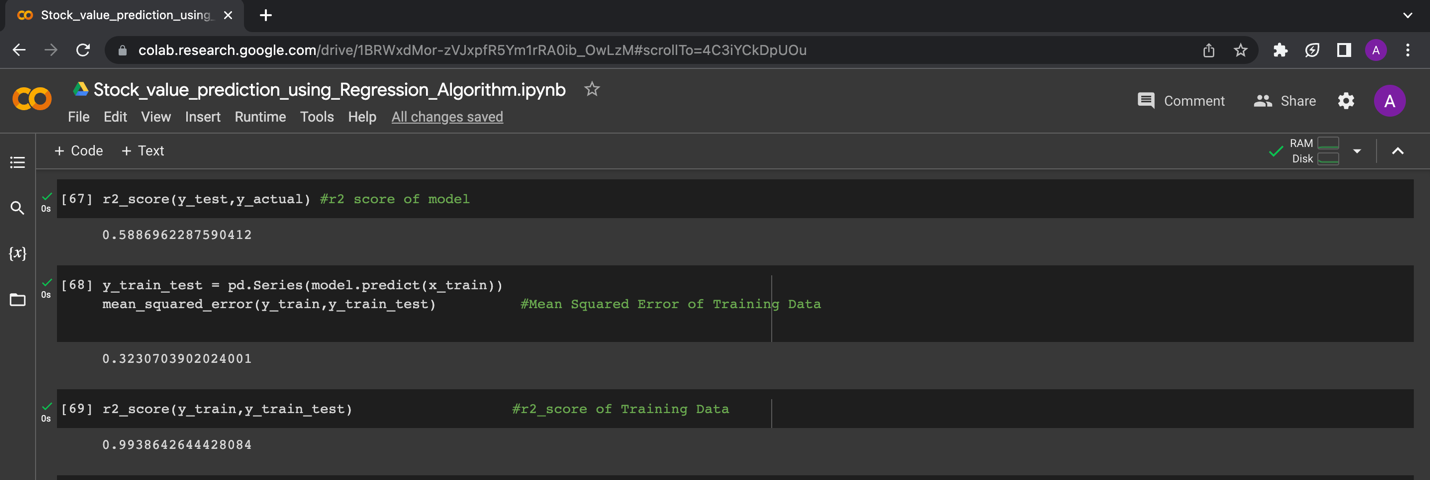 Stock_value_prediction_using_
colab.research.google.com/drive/1BRWxdMor-zVJxpfR5Ym1rRA0ib_OwLzM#scrollTo=4C3iYCkDpUOu
A
Stock_value_prediction_using_Regression_Algorithm.ipynb
Comment Share A
File Edit View Insert Runtime Tools Help All changes saved
+ Code + Text
RAM
Disk
[67] r2_score(y_test,y_actual) #r2 score of model
0s
0.5886962287590412
{x}
[68] y_train_test = pd.Series(model.predict(x_train))
0s
mean_squared_error(y_train,y_train_test) #Mean Squared Error of Training Data
0.3230703902024001
[69] r2_score(y_train,y_train_test) #r2_score of Training Data
0s
0.9938642644428084